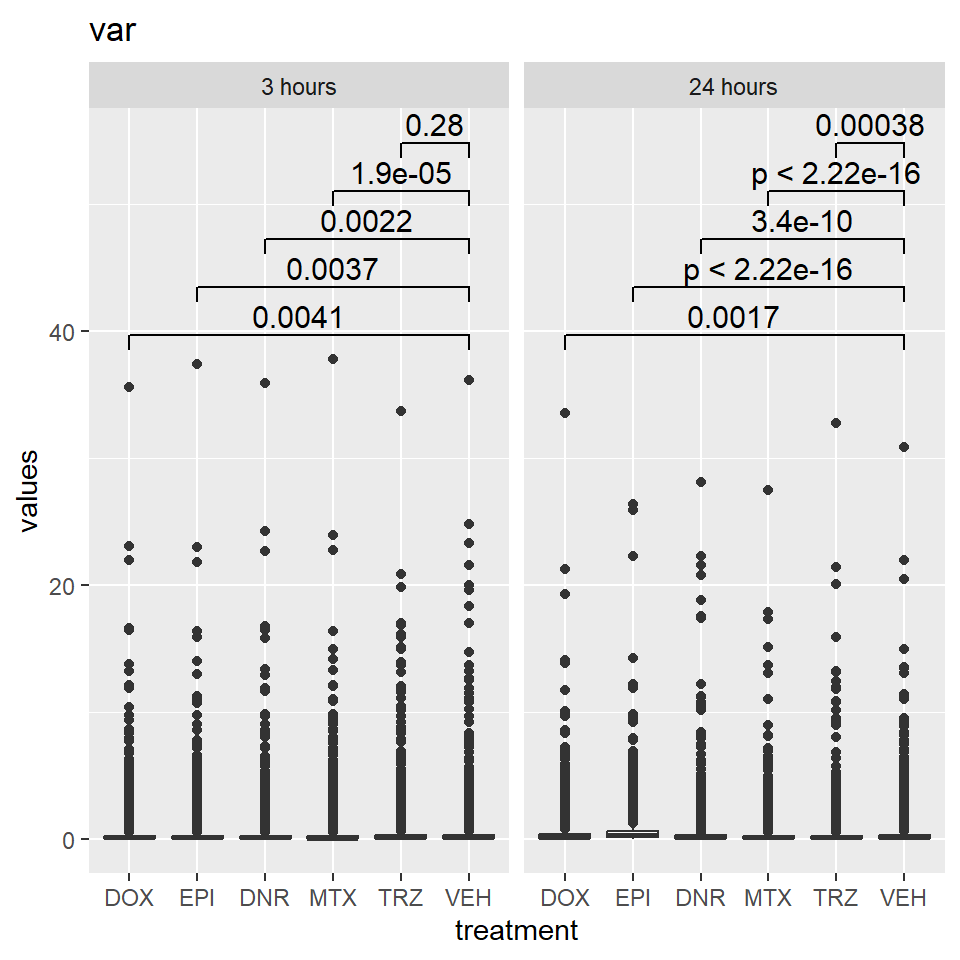 var
3 hours
24 hours
0.28
1.9e-05
0.0022
0.0037
0.0041
0.00038
p < 2.22e-16
3.4e-10
p < 2.22e-16
0.0017
40
20
0
values
DOX EPI DNR MTX TRZ VEH
DOX EPI DNR MTX TRZ VEH
treatment